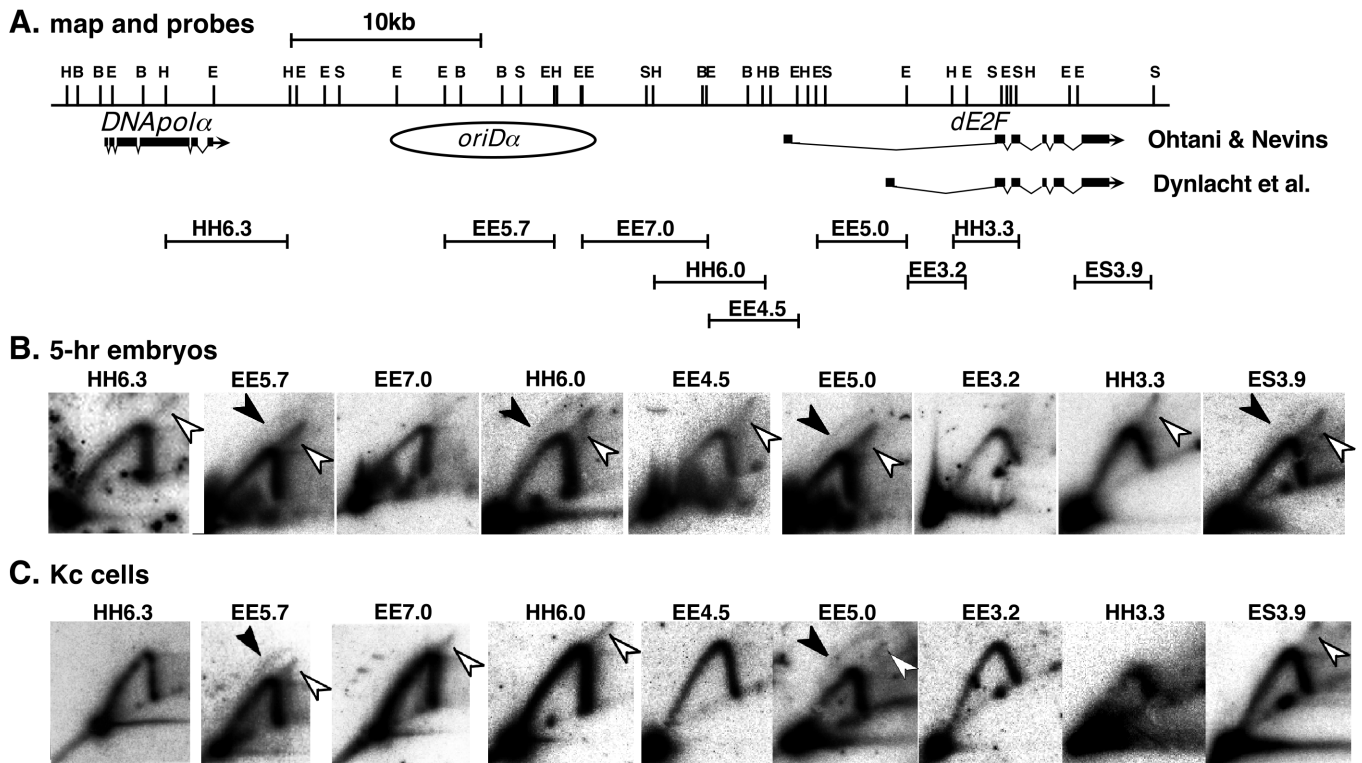 A. map and probes
10kb
H B B E B H E H E E S E E B B S E H E E S H B E B H B E H E S E H E S E S H E E S
DNApolα
oriDα
dE2F
Ohtani & Nevins
Dynlacht et al.
HH6.3 EE5.7 EE7.0 EE5.0 HH3.3
HH6.0 EE3.2 ES3.9
EE4.5
B. 5-hr embryos
HH6.3 EE5.7 EE7.0 HH6.0 EE4.5 EE5.0 EE3.2 HH3.3 ES3.9
C. Kc cells
HH6.3 EE5.7 EE7.0 HH6.0 EE4.5 EE5.0 EE3.2 HH3.3 ES3.9